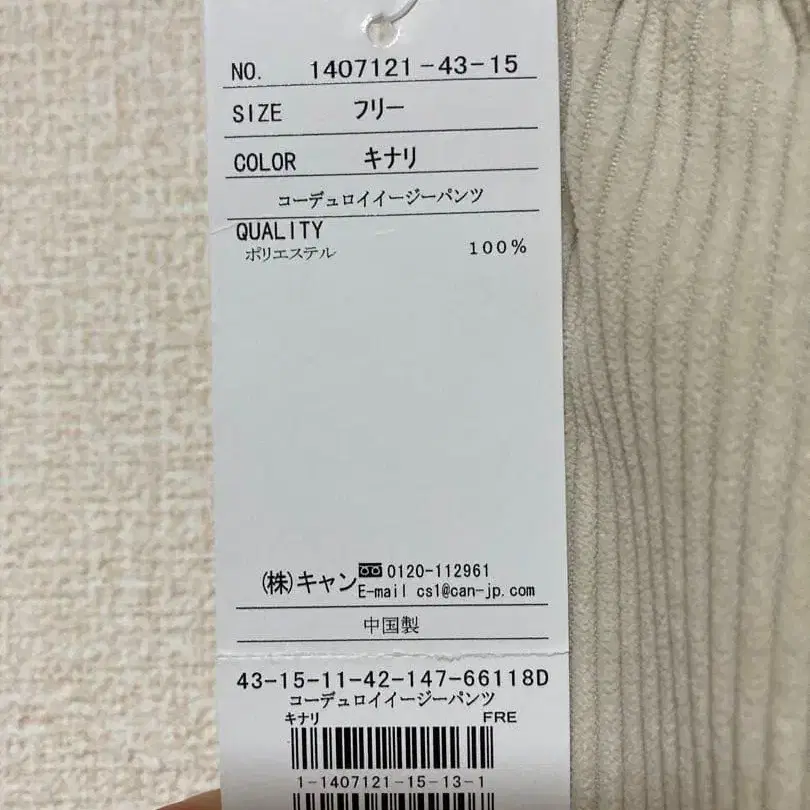 NO. 1407121-43-15
SIZE フリー
COLOR キナリ
コーデュロイイージーパンツ
QUALITY
ポリエステル 100%
(株)キャン 0120-112961
E-mail cs1@can-jp.com
中国製
43-15-11-42-147-66118D
コーデュロイイージーパンツ
キナリ FRE
1-1407121-15-13-1